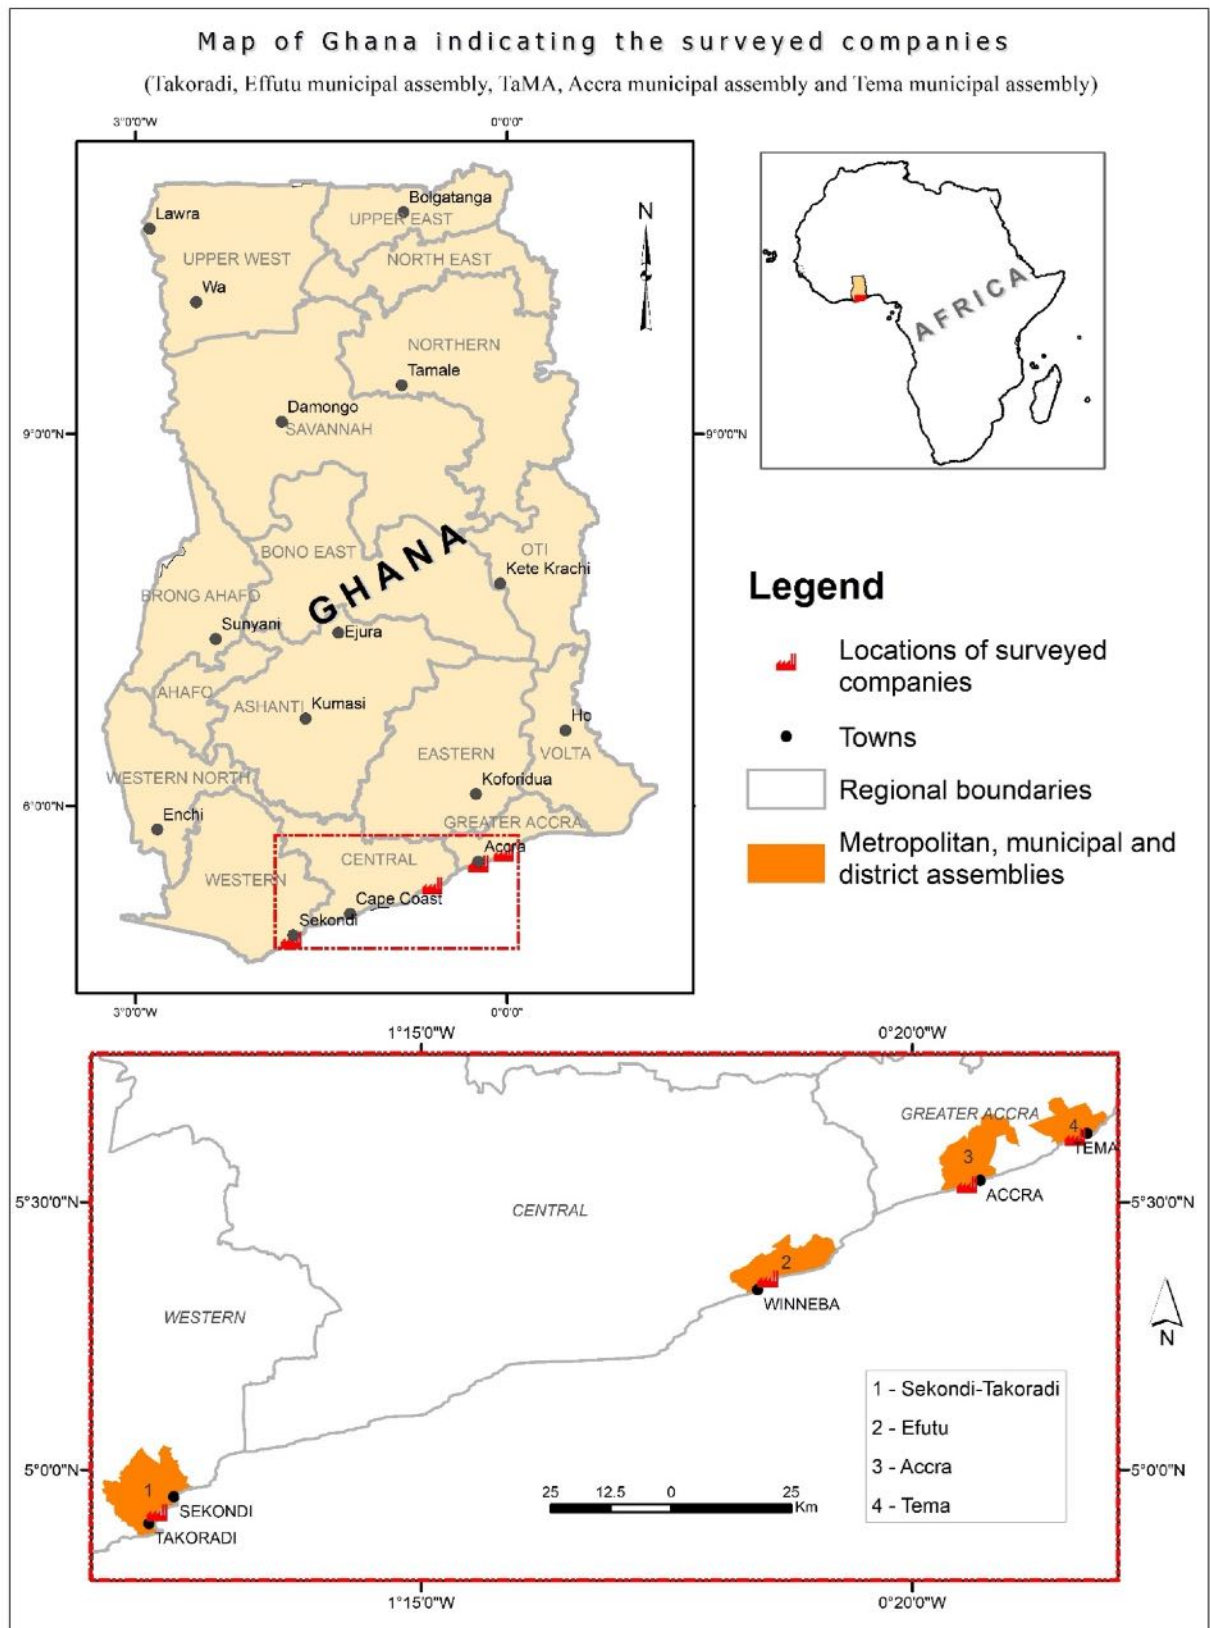 Map of Ghana indicating the surveyed companies
(Takoradi, Effutu municipal assembly, TaMA, Accra municipal assembly and Tema municipal assembly)
3°0'0"W
0°0'0"
Bolgatanga
Lawra
UPPER EAST
UPPER WEST
NORTH EAST
Wa
NORTHERN
Tamale
Damongo
SAVANNAH
9°0'0"N
9°0'0"N
N
AFRICA
GHANA
BONO EAST
OTI
Kete Krachi
BRONG AHAFO
Sunyani
Ejura
AHAFO
ASHANTI
Kumasi
Ho
EASTERN
VOLTA
WESTERN NORTH
Koforidua
6°0'0"N
Enchi
GREATER ACCRA
Accra
CENTRAL
WESTERN
Cape Coast
Sekondi
3°0'0"W
0°0'0"
Legend
Locations of surveyed
companies
Towns
Regional boundaries
Metropolitan, municipal and
district assemblies
1°15'0"W
0°20'0"W
GREATER ACCRA
4
TEMA
3
ACCRA
5°30'0"N
5°30'0"N
CENTRAL
2
WINNEBA
WESTERN
N
1 - Sekondi-Takoradi
2 - Efutu
3 - Accra
4 - Tema
5°0'0"N
5°0'0"N
1
SEKONDI
TAKORADI
25 12.5 0 25
Km
1°15'0"W
0°20'0"W